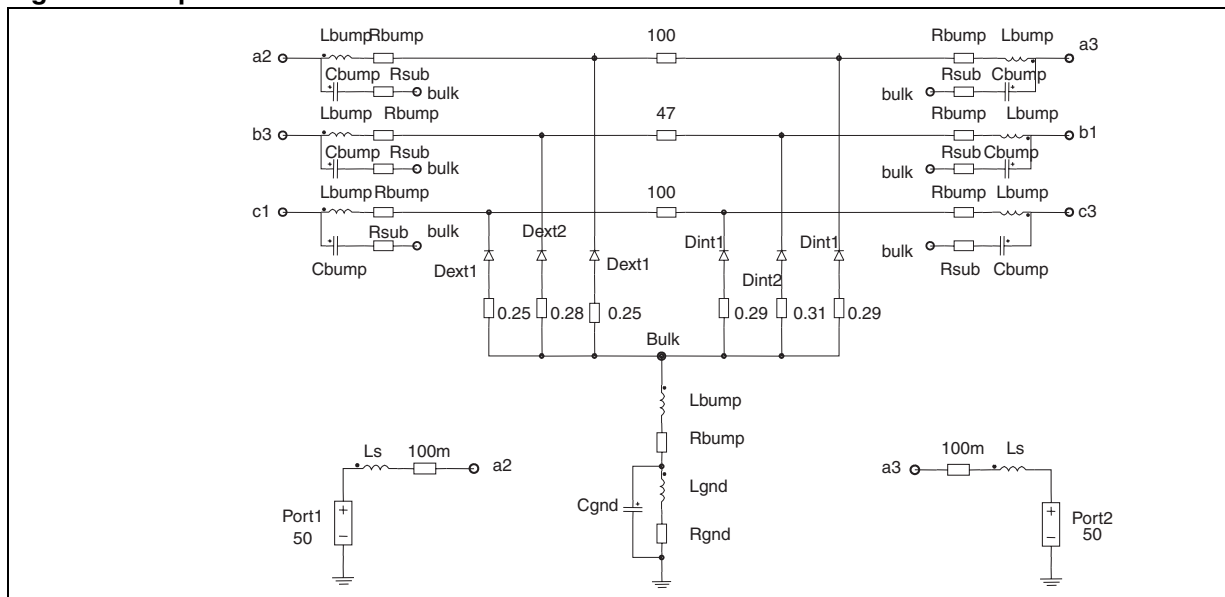 Lbump Rbump 100 Rbump Lbump
a2 a3
Cbump Rsub Rsub Cbump
bulk bulk
Lbump Rbump 47 Rbump Lbump
b3 b1
Cbump Rsub Rsub Cbump
bulk bulk
Lbump Rbump 100 Rbump Lbump
c1 c3
Rsub bulk Dext2 Dint1 Dint1 bulk
Cbump Dext1 Dext1 Dint2 Rsub Cbump
0.25 0.28 0.25 0.29 0.31 0.29
Bulk
Lbump
Rbump
Ls 100m a2 a3 100m Ls
Lgnd
Cgnd
Rgnd
Port1 Port2
50 50